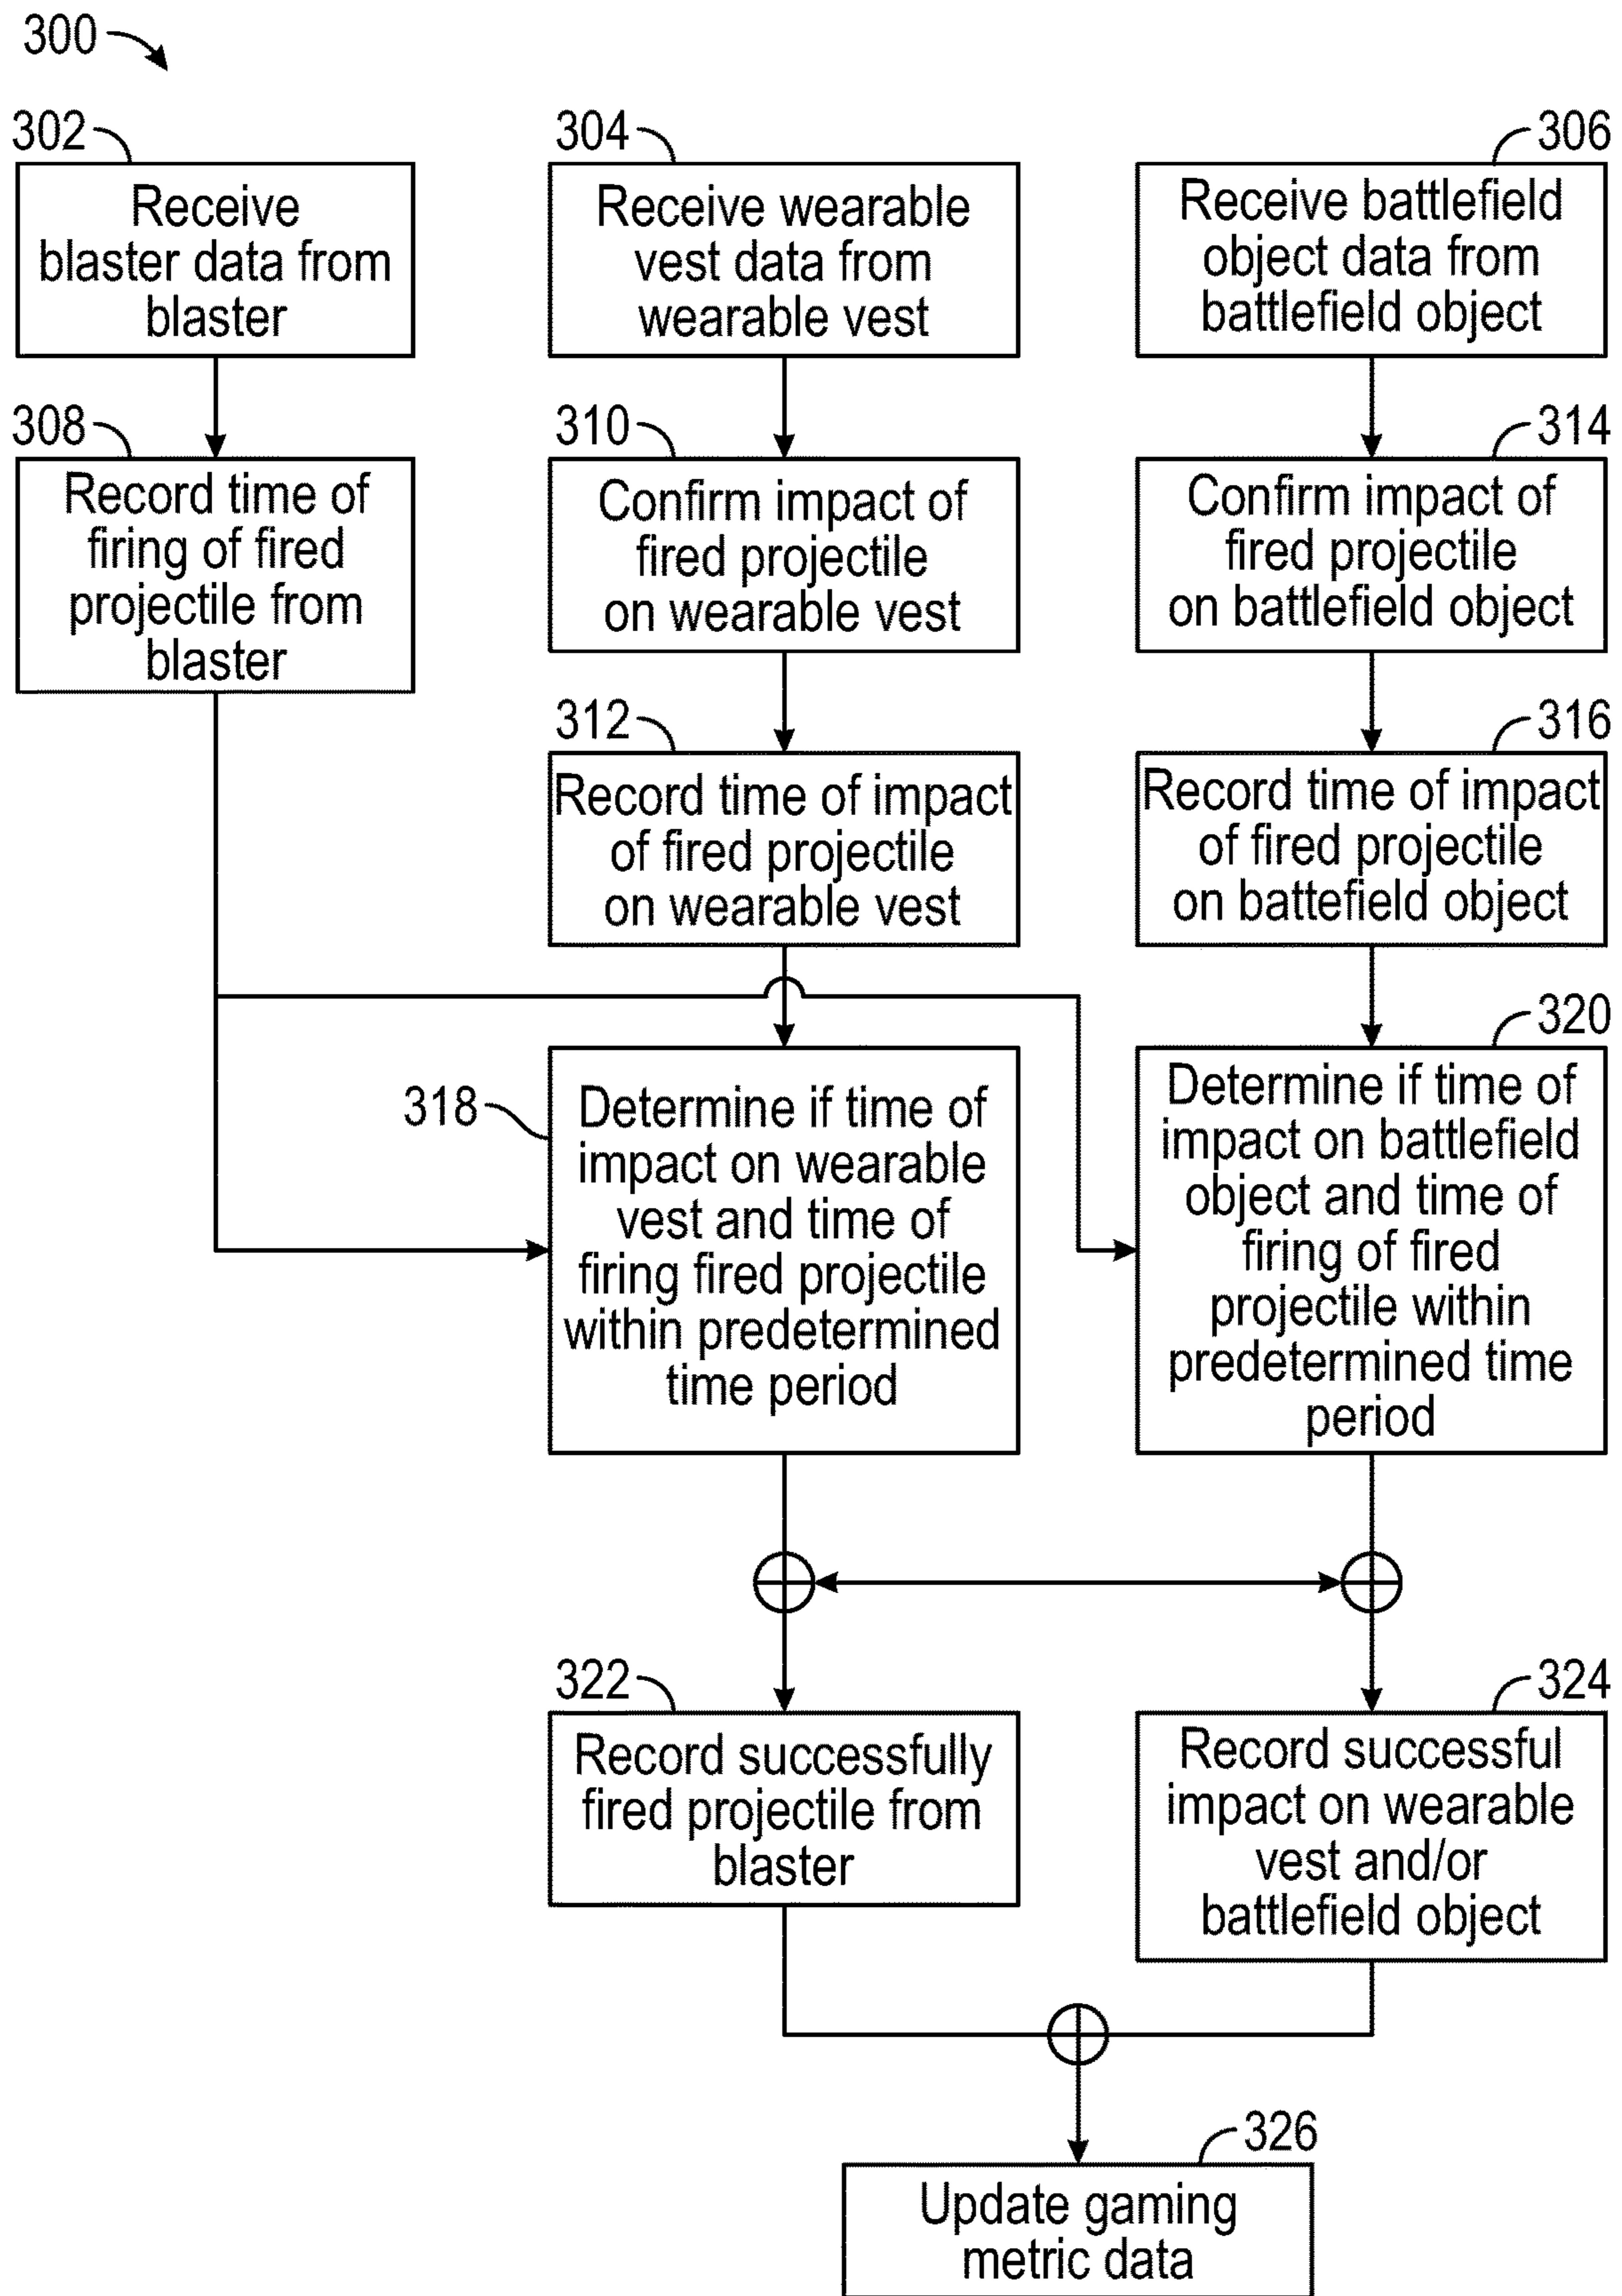 300
302
Receive
blaster data from
blaster
304
Receive wearable
vest data from
wearable vest
306
Receive battlefield
object data from
battlefield object
308
Record time of
firing of fired
projectile from
blaster
310
Confirm impact of
fired projectile
on wearable vest
314
Confirm impact of
fired projectile
on battlefield object
312
Record time of impact
of fired projectile
on wearable vest
316
Record time of impact
of fired projectile
on battefield object
318
Determine if time of
impact on wearable
vest and time of
firing fired projectile
within predetermined
time period
320
Determine if time of
impact on battlefield
object and time of
firing of fired
projectile within
predetermined time
period
322
Record successfully
fired projectile from
blaster
324
Record successful
impact on wearable
vest and/or
battlefield object
326
Update gaming
metric data